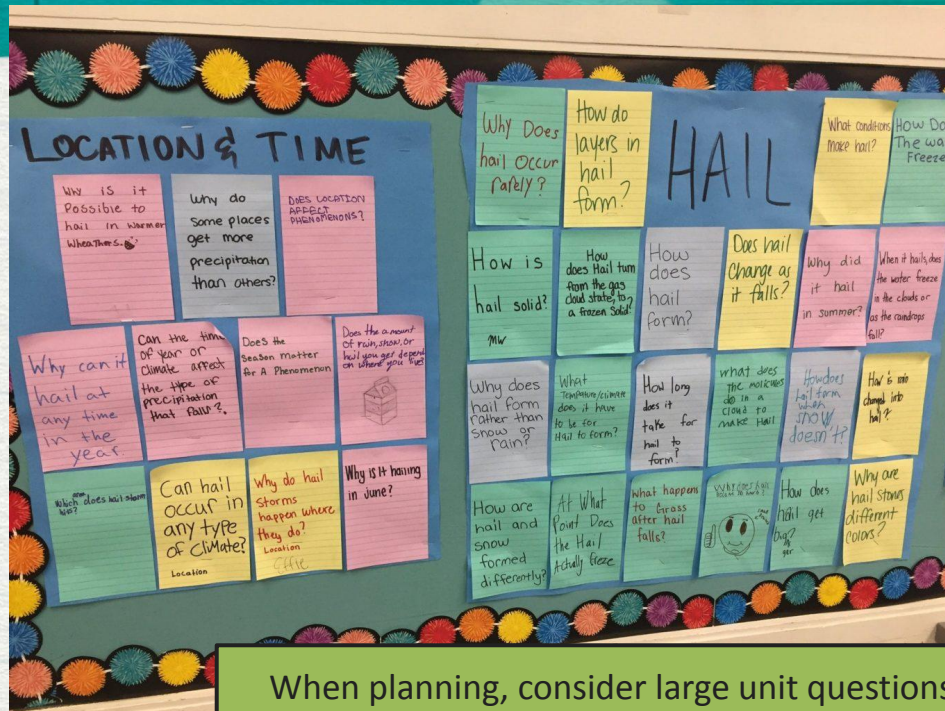 LOCATION & TIME
Why is it
Possible to
hail in warmer
wheathers.
Why do
some places
get more
precipitation
than others?
DOES LOCATION
AFFECT
PHENOMENONS?
Why can it
hail at
any time
in the
year
Can the time
of year or
climate affect
the type of
precipitation
that falls?
Does the
Season matter
for A Phenomenon
Does the amount
of rain, snow, or
hail you get depend
on where you live?
Which does hail storm
Can hail
occur in
any type
of climate?
Location
Why do hail
storms
happen where
they do?
Location
Effie
Why Is It hailing
in June?
HAIL
Why Does
hail Occur
rarely?
How do
layers in
hail
form?
What conditions
make hail?
How Do
The wa
Freeze
How is
hail solid?
MW
How
does Hail turn
from the gas
cloud state, to
a frozen solid?
How
does
hail
form?
Does hail
Change as
it falls?
Why did
it hail
in summer?
When it hails, does
the water freeze
in the clouds or
as the raindrops
fall?
Why does
hail form
rather than
snow or
rain?
What
Tempature/climate
does it have
to be for
Hail to form?
How long
does it
take for
hail to
form?
what does
the molicules
do in a
cloud to
make Hail
How does
hail form
when
snow
doesn't?
How is rain
changed into
hail?
How are
hail and
snow
formed
differently?
At What
Point Does
the Hail
Actually freeze
What happens
to Grass
after hail
falls?
Why does hail
How does
hail get
big?
ger
Why are
hail stones
different
colors?
When planning, consider large unit questions